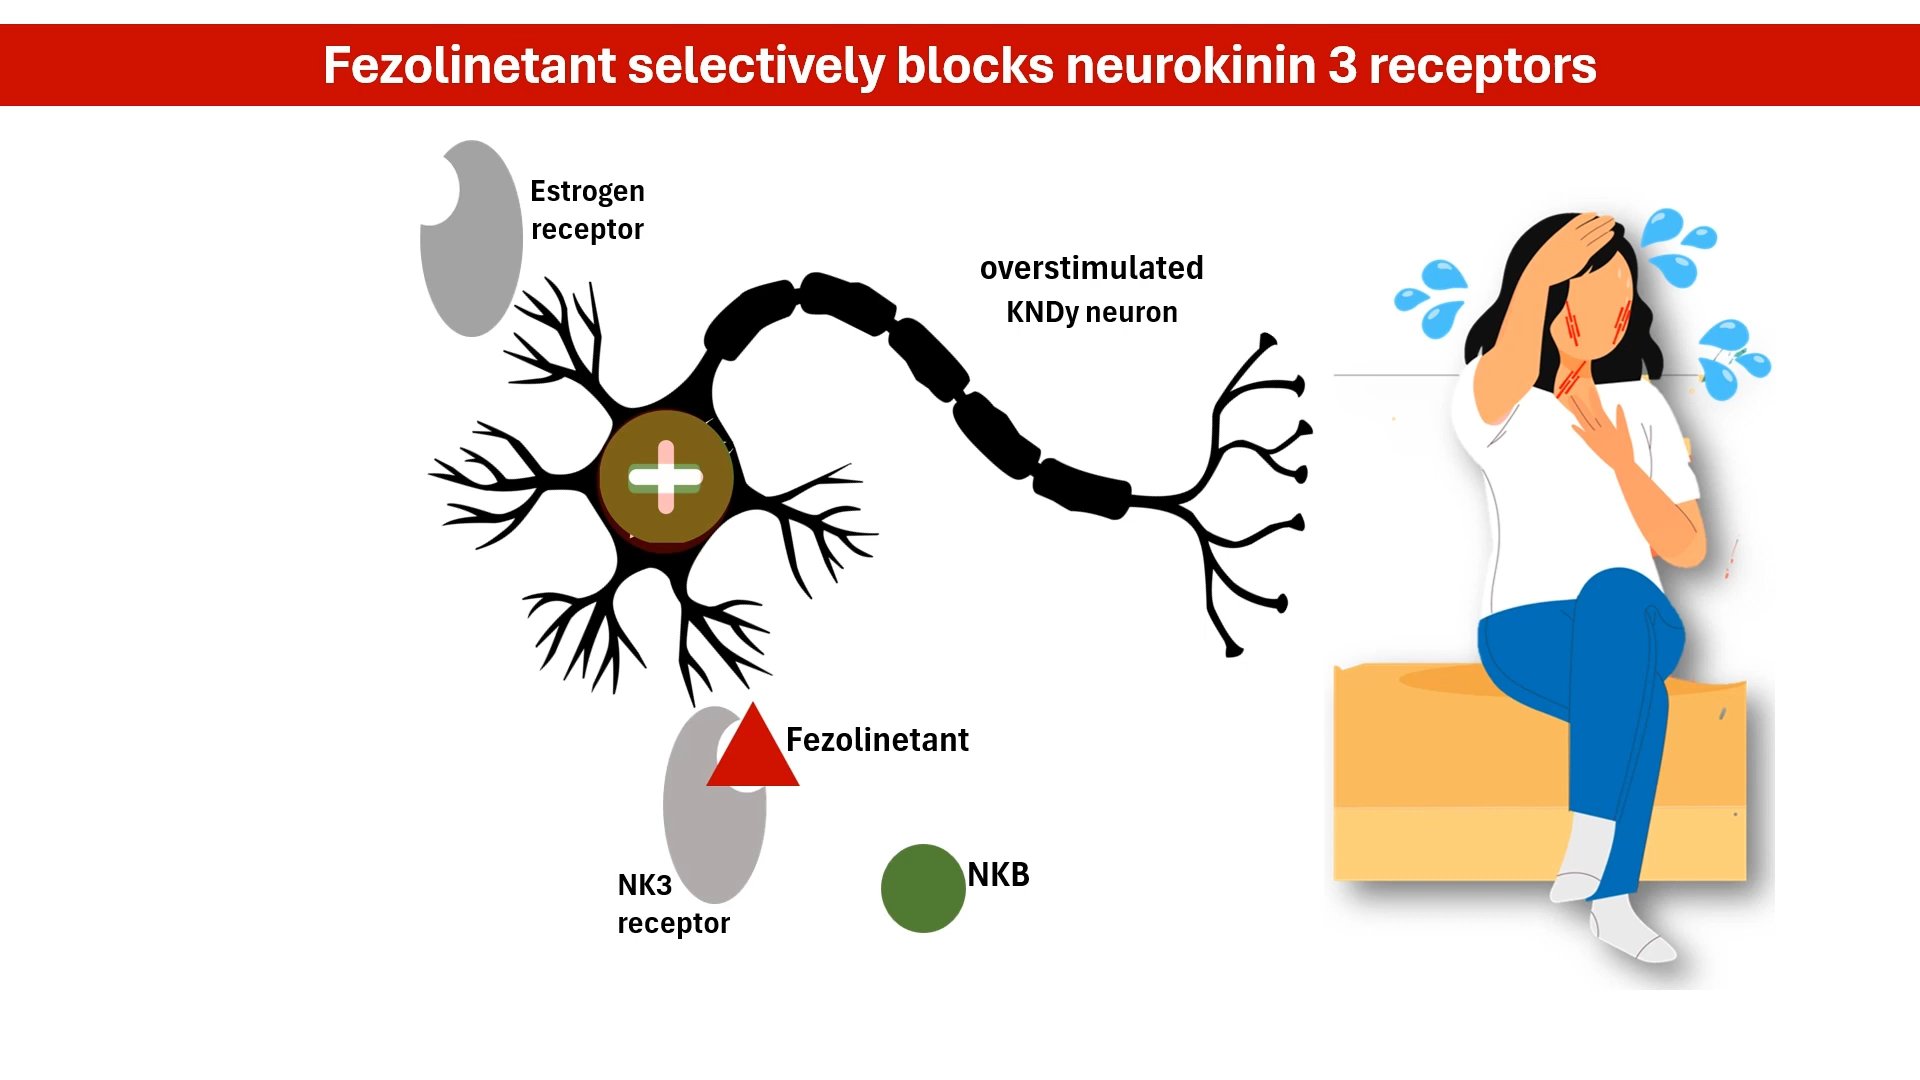 Fezolinetant selectively blocks neurokinin 3 receptors
Estrogen
receptor
overstimulated
KNDy neuron
Fezolinetant
NK3
receptor
NKB